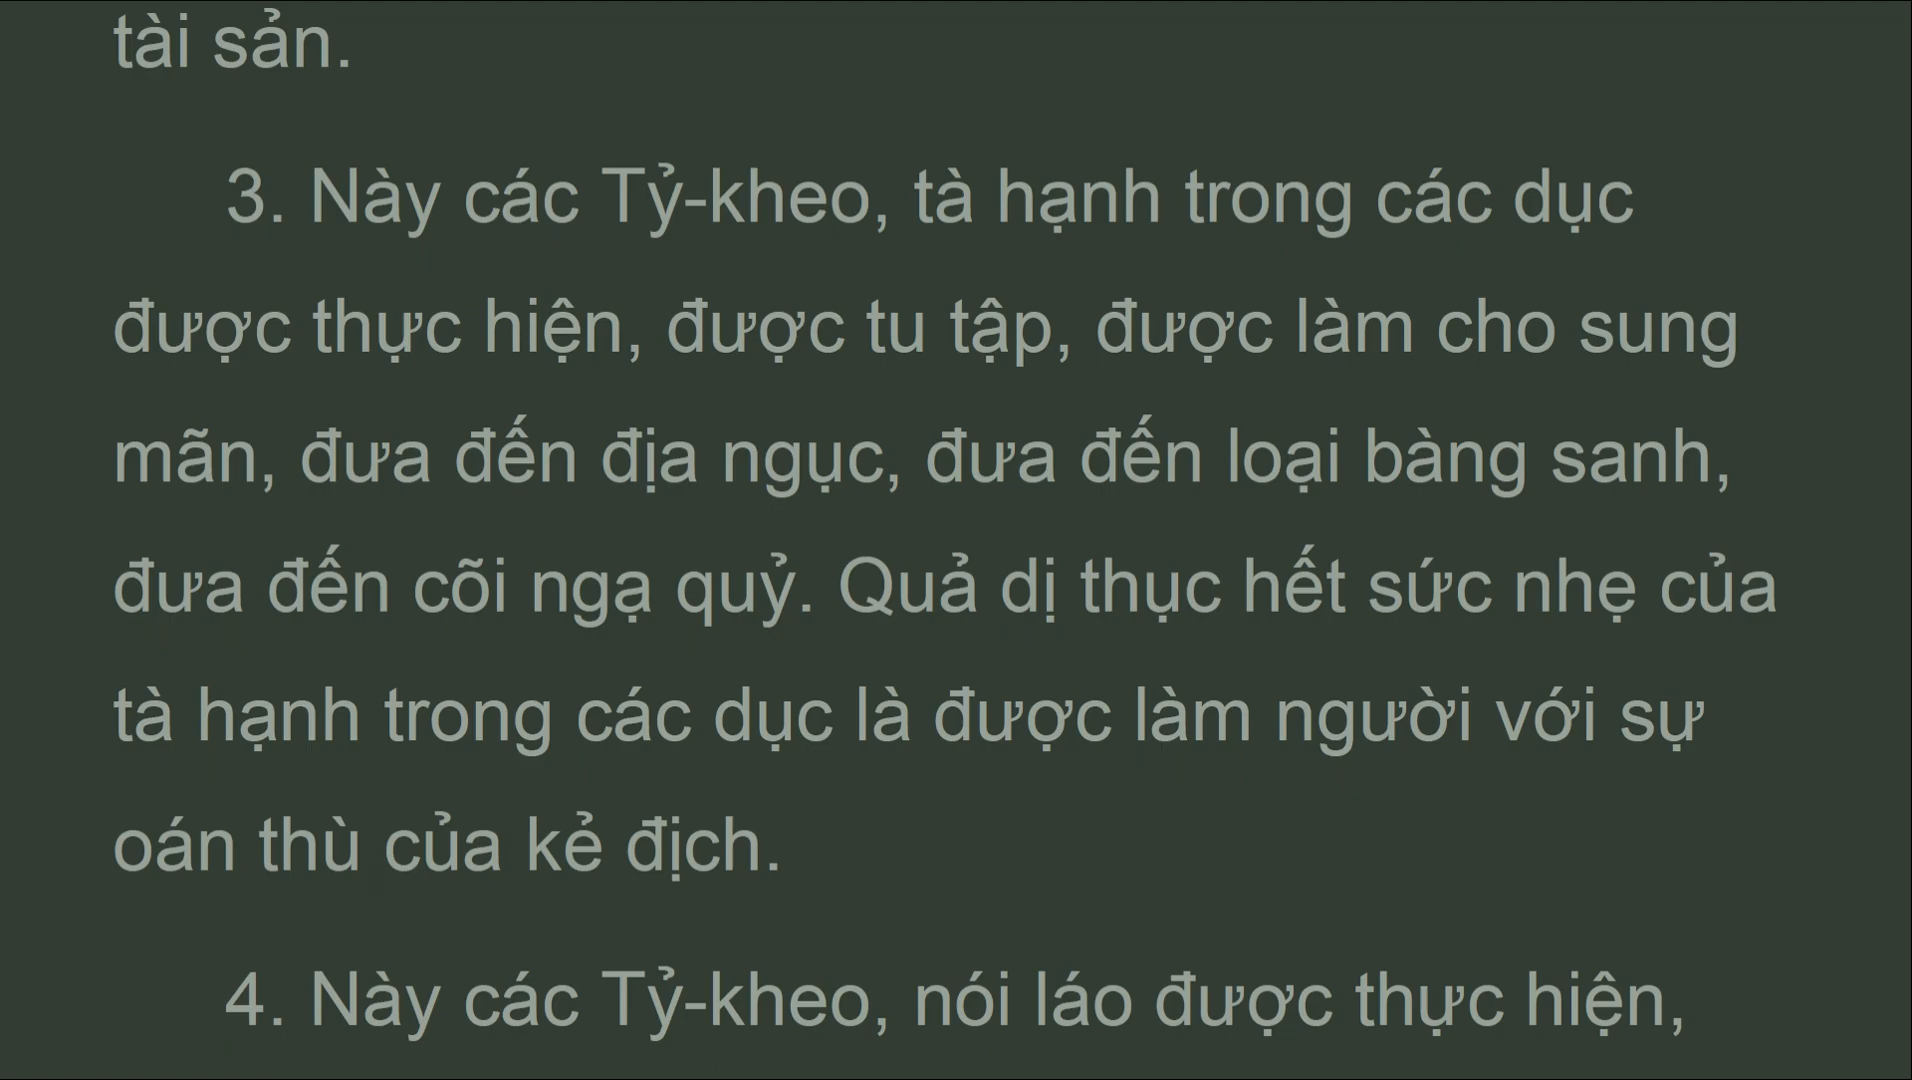 tài sản.
3. Này các Tỷ-kheo, tà hạnh trong các dục
được thực hiện, được tu tập, được làm cho sung
mãn, đưa đến địa ngục, đưa đến loại bàng sanh,
đưa đến cõi ngạ quỷ. Quả dị thục hết sức nhẹ của
tà hạnh trong các dục là được làm người với sự
oán thù của kẻ địch.
4. Này các Tỷ-kheo, nói láo được thực hiện,